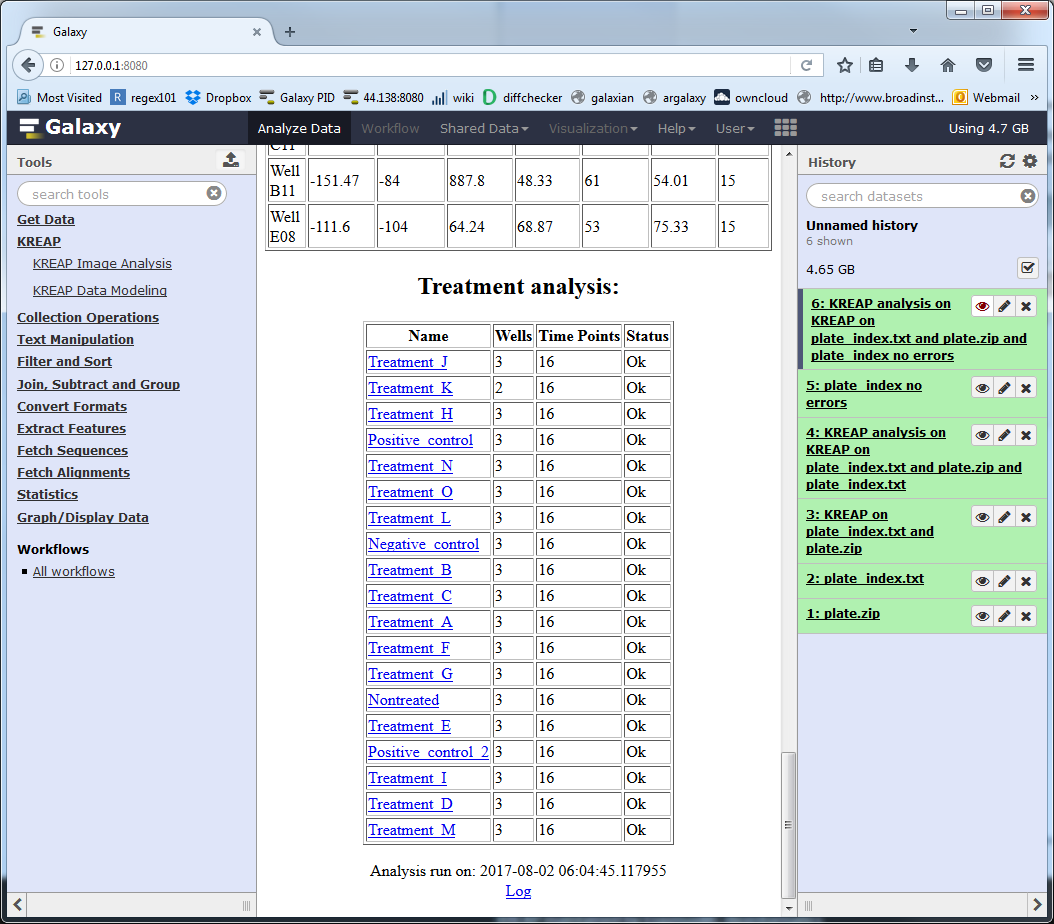 Galaxy
127.0.0.1:8080
Most Visited R regex101 Dropbox Galaxy PID 44.138:8080 wiki D diffchecker galaxian argalaxy owncloud http://www.broadinst... Webmail »
Galaxy Analyze Data Workflow Shared Data Visualization Help User Using 4.7 GB
Tools
search tools
Get Data
KREAP
KREAP Image Analysis
KREAP Data Modeling
Collection Operations
Text Manipulation
Filter and Sort
Join, Subtract and Group
Convert Formats
Extract Features
Fetch Sequences
Fetch Alignments
Statistics
Graph/Display Data
Workflows
All workflows
C11
Well B11 -151.47 -84 887.8 48.33 61 54.01 15
Well E08 -111.6 -104 64.24 68.87 53 75.33 15
Treatment analysis:
Name Wells Time Points Status
Treatment_J 3 16 Ok
Treatment_K 2 16 Ok
Treatment_H 3 16 Ok
Positive_control 3 16 Ok
Treatment_N 3 16 Ok
Treatment_O 3 16 Ok
Treatment_L 3 16 Ok
Negative_control 3 16 Ok
Treatment_B 3 16 Ok
Treatment_C 3 16 Ok
Treatment_A 3 16 Ok
Treatment_F 3 16 Ok
Treatment_G 3 16 Ok
Nontreated 3 16 Ok
Treatment_E 3 16 Ok
Positive_control_2 3 16 Ok
Treatment_I 3 16 Ok
Treatment_D 3 16 Ok
Treatment_M 3 16 Ok
Analysis run on: 2017-08-02 06:04:45.117955
Log
History
search datasets
Unnamed history
6 shown
4.65 GB
6: KREAP analysis on
KREAP on
plate_index.txt and plate.zip and
plate_index no errors
5: plate_index no
errors
4: KREAP analysis on
KREAP on
plate_index.txt and plate.zip and
plate_index.txt
3: KREAP on
plate_index.txt and
plate.zip
2: plate_index.txt
1: plate.zip